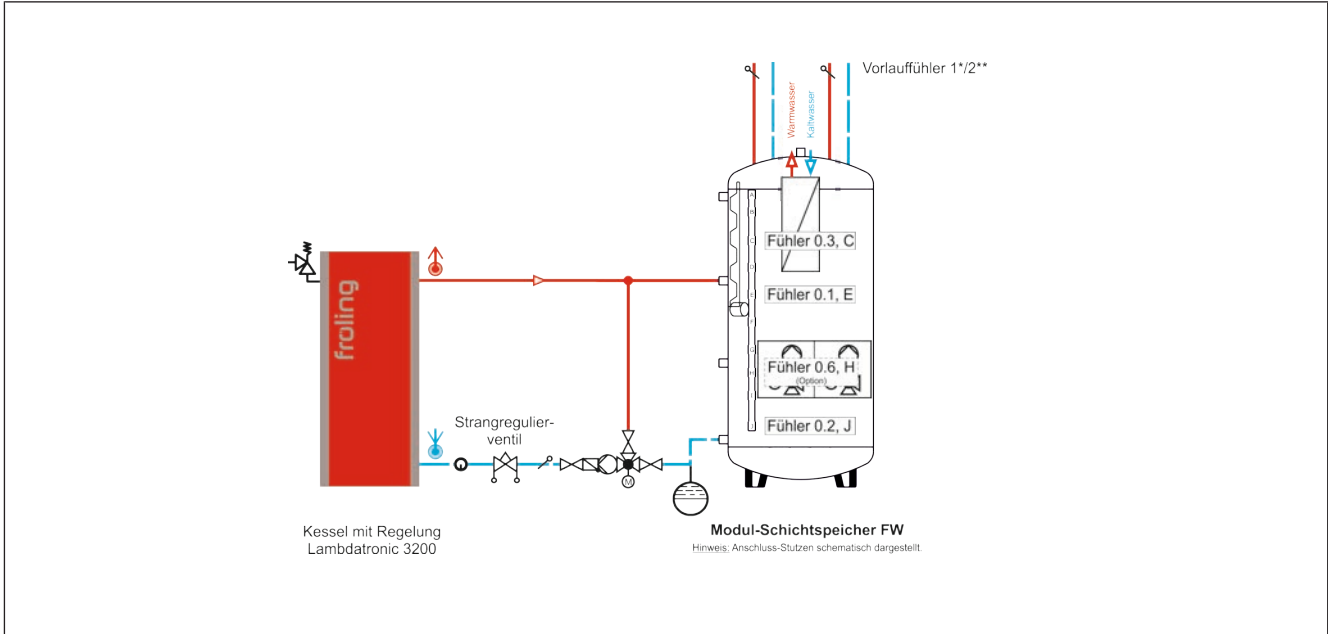 Vorlauffühler 1*/2**
Warmwasser
Kaltwasser
A
B
C
Fühler 0.3, C
D
E
Fühler 0.1, E
F
G
H
Fühler 0.6, H
(Option)
I
J
Fühler 0.2, J
froling
Strangregulier-
ventil
M
Kessel mit Regelung
Lambdatronic 3200
Modul-Schichtspeicher FW
Hinweis: Anschluss-Stutzen schematisch dargestellt.